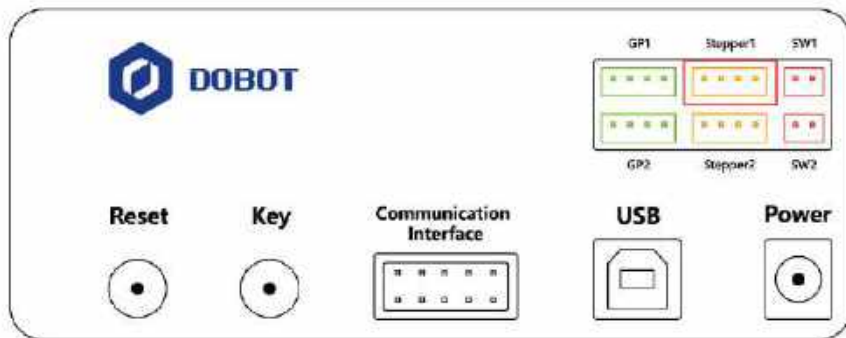 GP1 Stepper1 SW1
DOBOT
GP2 Stepper2 SW2
Reset Key Communication Interface USB Power